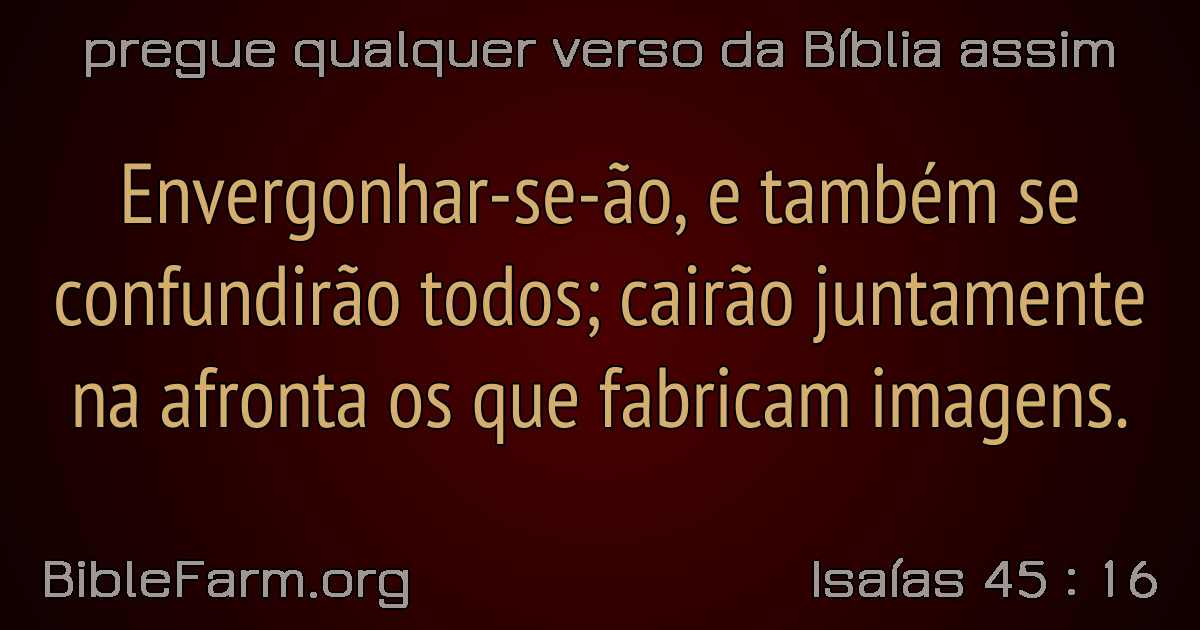 pregue qualquer verso da Bíblia assim
Envergonhar-se-ão, e também se
confundirão todos; cairão juntamente
na afronta os que fabricam imagens.
BibleFarm.org
Isaías 45 : 16